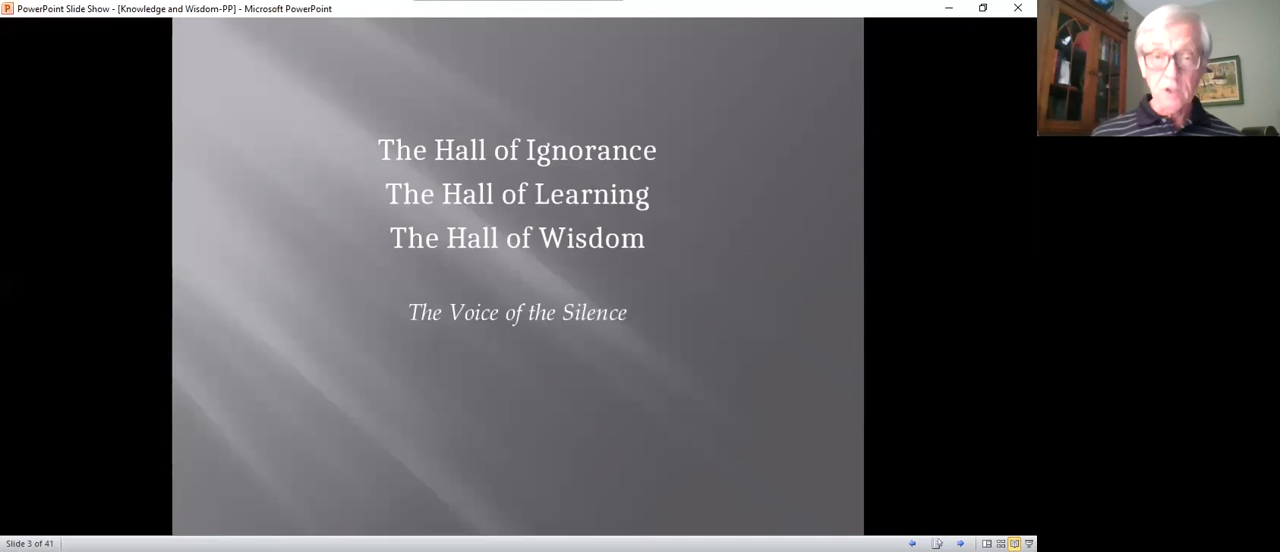 PowerPoint Slide Show - [Knowledge and Wisdom-PP] - Microsoft PowerPoint
The Hall of Ignorance
The Hall of Learning
The Hall of Wisdom
The Voice of the Silence
Slide 3 of 41